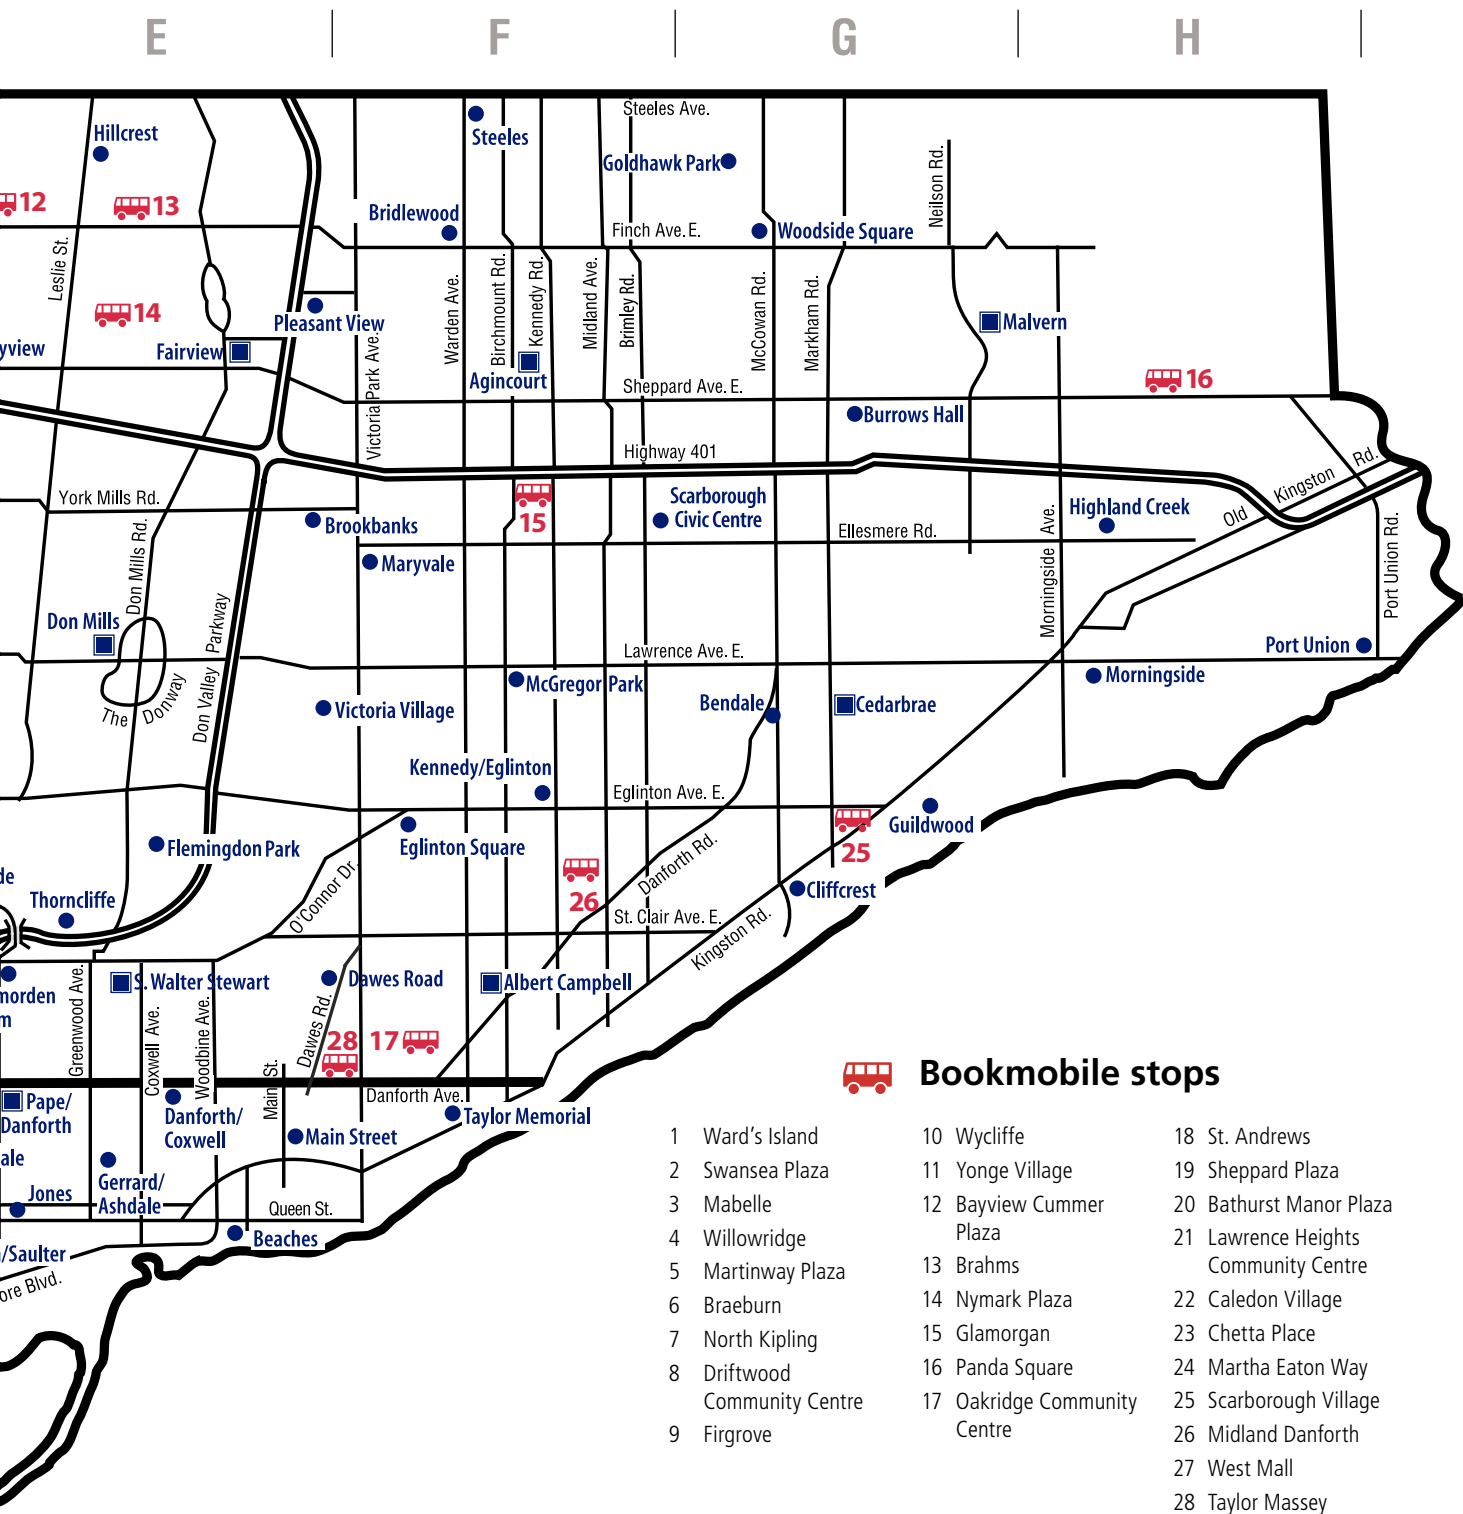 E F G H
Steeles Ave.
Hillcrest
Steeles
Goldhawk Park
Neilson Rd.
12
13
Bridlewood
Finch Ave. E.
Woodside Square
Leslie St.
14
Pleasant View
Warden Ave.
Birchmount Rd.
Kennedy Rd.
Midland Ave.
Brimley Rd.
McCowan Rd.
Markham Rd.
Malvern
yview
Fairview
Victoria Park Ave.
Agincourt
Sheppard Ave. E.
16
Burrows Hall
Highway 401
York Mills Rd.
Don Mills Rd.
Brookbanks
15
Scarborough
Civic Centre
Ellesmere Rd.
Morningside Ave.
Highland Creek
Old Kingston Rd.
Port Union Rd.
Maryvale
Don Mills
Don Valley Parkway
The Donway
Lawrence Ave. E.
Port Union
McGregor Park
Morningside
Victoria Village
Bendale
Cedarbrae
Kennedy/Eglinton
Eglinton Ave. E.
Guildwood
Flemingdon Park
Eglinton Square
25
de
Thorncliffe
O'Connor Dr.
26
Danforth Rd.
Cliffcrest
St. Clair Ave. E.
Kingston Rd.
morden
m
Greenwood Ave.
S. Walter Stewart
Coxwell Ave.
Woodbine Ave.
Dawes Road
Dawes Rd.
Albert Campbell
28
17
Main St.
Danforth Ave.
Pape/
Danforth
Danforth/
Coxwell
Main Street
Taylor Memorial
ale
Jones
Gerrard/
Ashdale
Queen St.
Beaches
/Saulter
ore Blvd.
Bookmobile stops
1 Ward's Island
2 Swansea Plaza
3 Mabelle
4 Willowridge
5 Martinway Plaza
6 Braeburn
7 North Kipling
8 Driftwood
Community Centre
9 Firgrove
10 Wycliffe
11 Yonge Village
12 Bayview Cummer
Plaza
13 Brahms
14 Nymark Plaza
15 Glamorgan
16 Panda Square
17 Oakridge Community
Centre
18 St. Andrews
19 Sheppard Plaza
20 Bathurst Manor Plaza
21 Lawrence Heights
Community Centre
22 Caledon Village
23 Chetta Place
24 Martha Eaton Way
25 Scarborough Village
26 Midland Danforth
27 West Mall
28 Taylor Massey